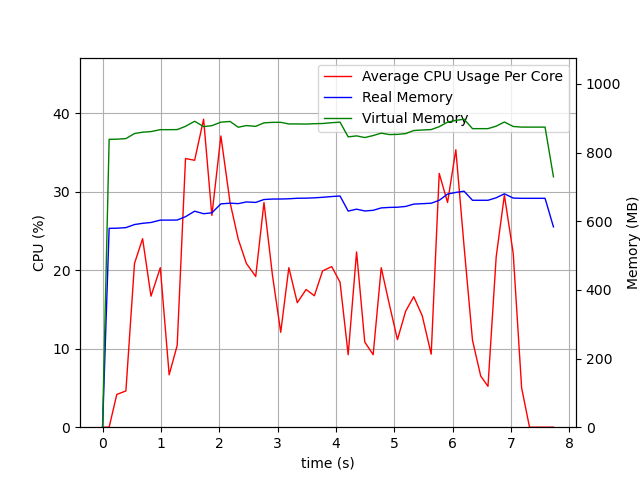 Average CPU Usage Per Core
Real Memory
Virtual Memory
CPU (%)
40
30
20
10
0
Memory (MB)
1000
800
600
400
200
0
0 1 2 3 4 5 6 7 8
time (s)